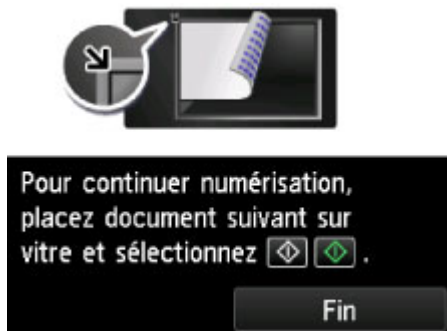 Pour continuer numérisation,
placez document suivant sur
vitre et sélectionnez .
Fin